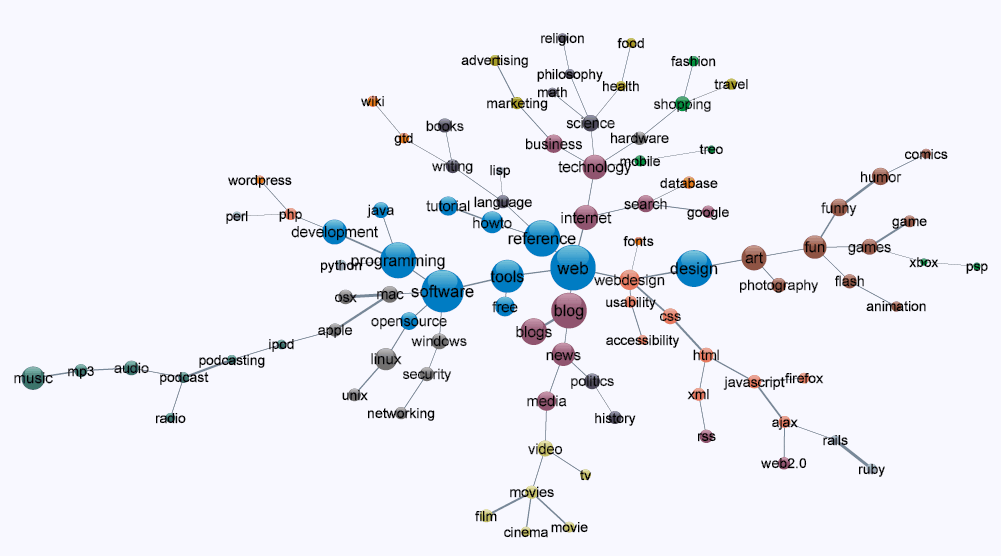 religion
food
advertising
fashion
philosophy
travel
math
health
wiki
marketing
shopping
books
science
gtd
business
hardware
treo
comics
writing
technology
mobile
humor
lisp
wordpress
database
perl
php
java
tutorial
language
search
google
funny
howto
internet
game
development
reference
fonts
fun
games
programming
python
tools
web
webdesign
design
art
xbox
psp
osx
mac
software
free
usability
photography
flash
animation
opensource
blog
css
apple
blogs
accessibility
ipod
windows
news
html
podcasting
linux
music
mp3
audio
podcast
security
politics
javascript
firefox
unix
media
xml
radio
networking
history
ajax
rss
rails
video
web2.0
ruby
tv
movies
film
cinema
movie